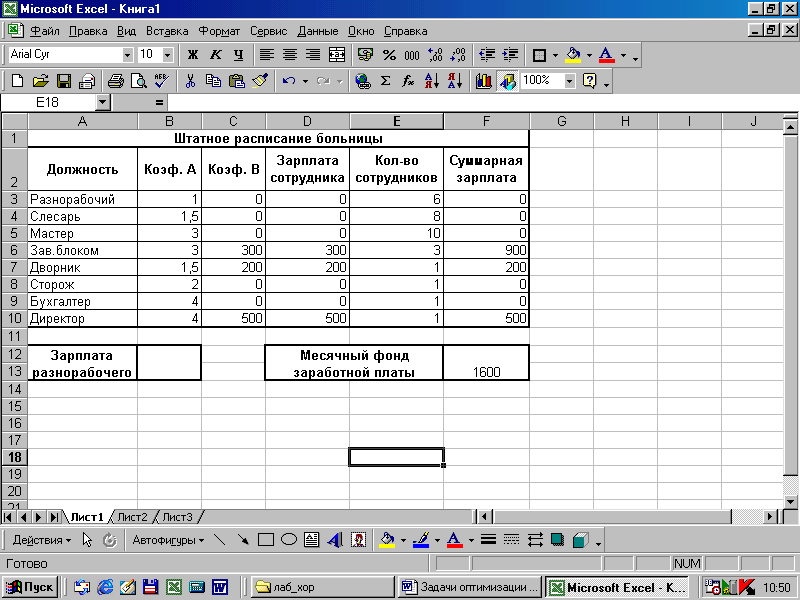 Microsoft Excel - Книга1
Файл Правка Вид Вставка Формат Сервис Данные Окно Справка
Arial Cyr 10 Ж К Ч % 000
100%
E18 =
A B C D E F G H I J
1 Штатное расписание больницы
2 Должность Коэф. А Коэф. В Зарплата сотрудника Кол-во сотрудников Суммарная зарплата
3 Разнорабочий 1 0 0 6 0
4 Слесарь 1,5 0 0 8 0
5 Мастер 3 0 0 10 0
6 Зав.блоком 3 300 300 3 900
7 Дворник 1,5 200 200 1 200
8 Сторож 2 0 0 1 0
9 Бухгалтер 4 0 0 1 0
10 Директор 4 500 500 1 500
11
12 Зарплата Месячный фонд
13 разнорабочего заработной платы 1600
14
15
16
17
18
19
20
21
Лист1 Лист2 Лист3
Действия Автофигуры
Готово NUM
Пуск лаб_хор Задачи оптимизации ... Microsoft Excel - К... 10:50